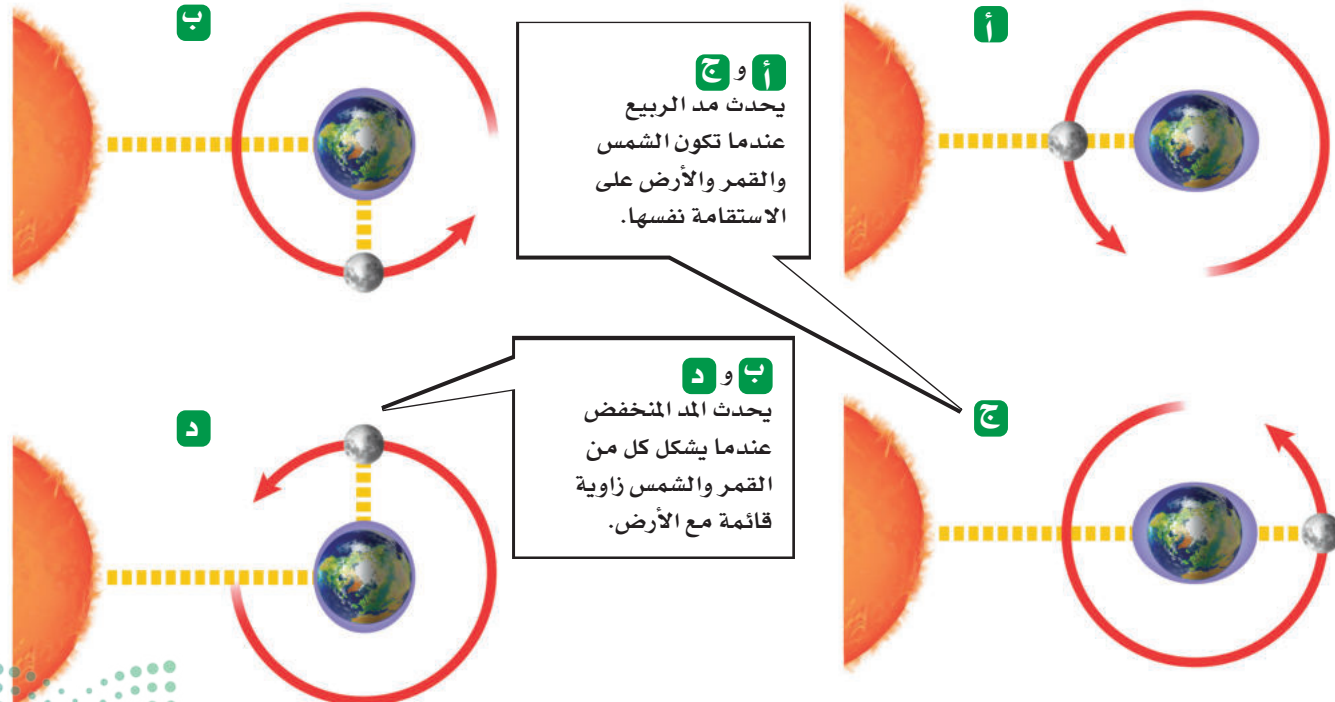 أ
ب
أ و ج
يحدث مد الربيع
عندما تكون الشمس
والقمر والأرض على
الاستقامة نفسها.
ب و د
يحدث المد المنخفض
عندما يشكل كل من
القمر والشمس زاوية
قائمة مع الأرض.
ج
د